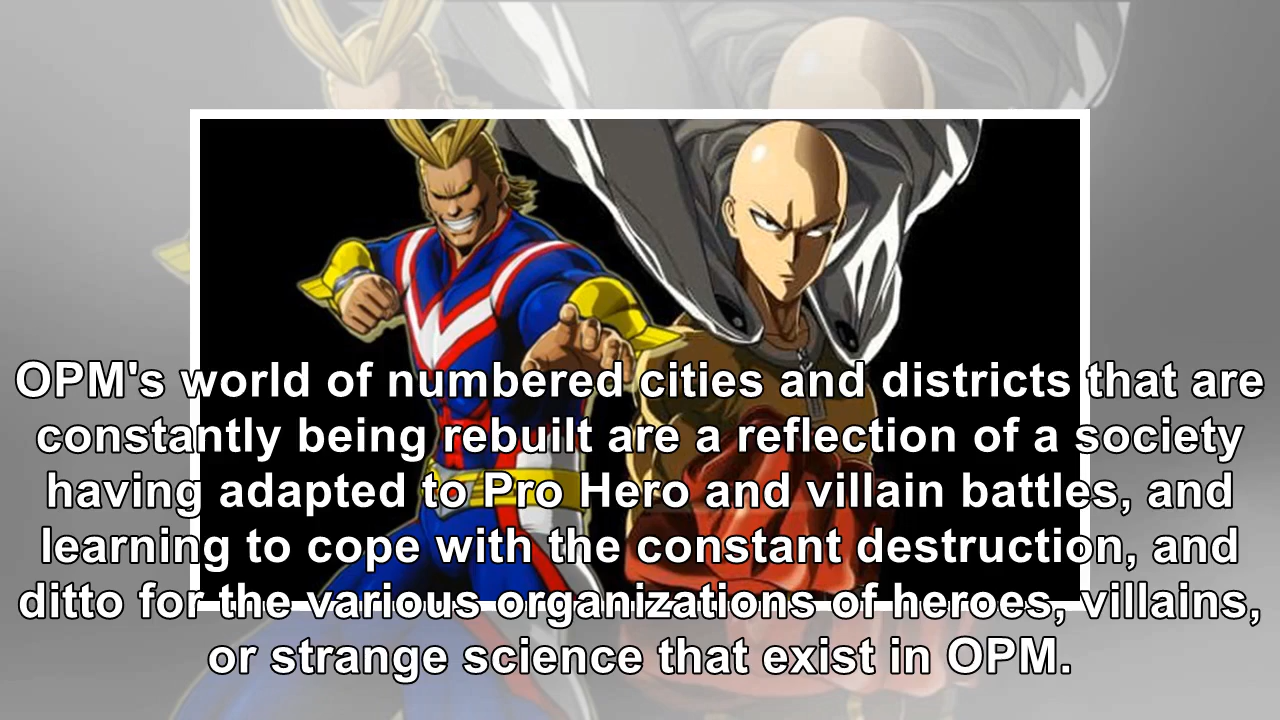 OPM's world of numbered cities and districts that are
constantly being rebuilt are a reflection of a society
having adapted to Pro Hero and villain battles, and
learning to cope with the constant destruction, and
ditto for the various organizations of heroes, villains,
or strange science that exist in OPM.